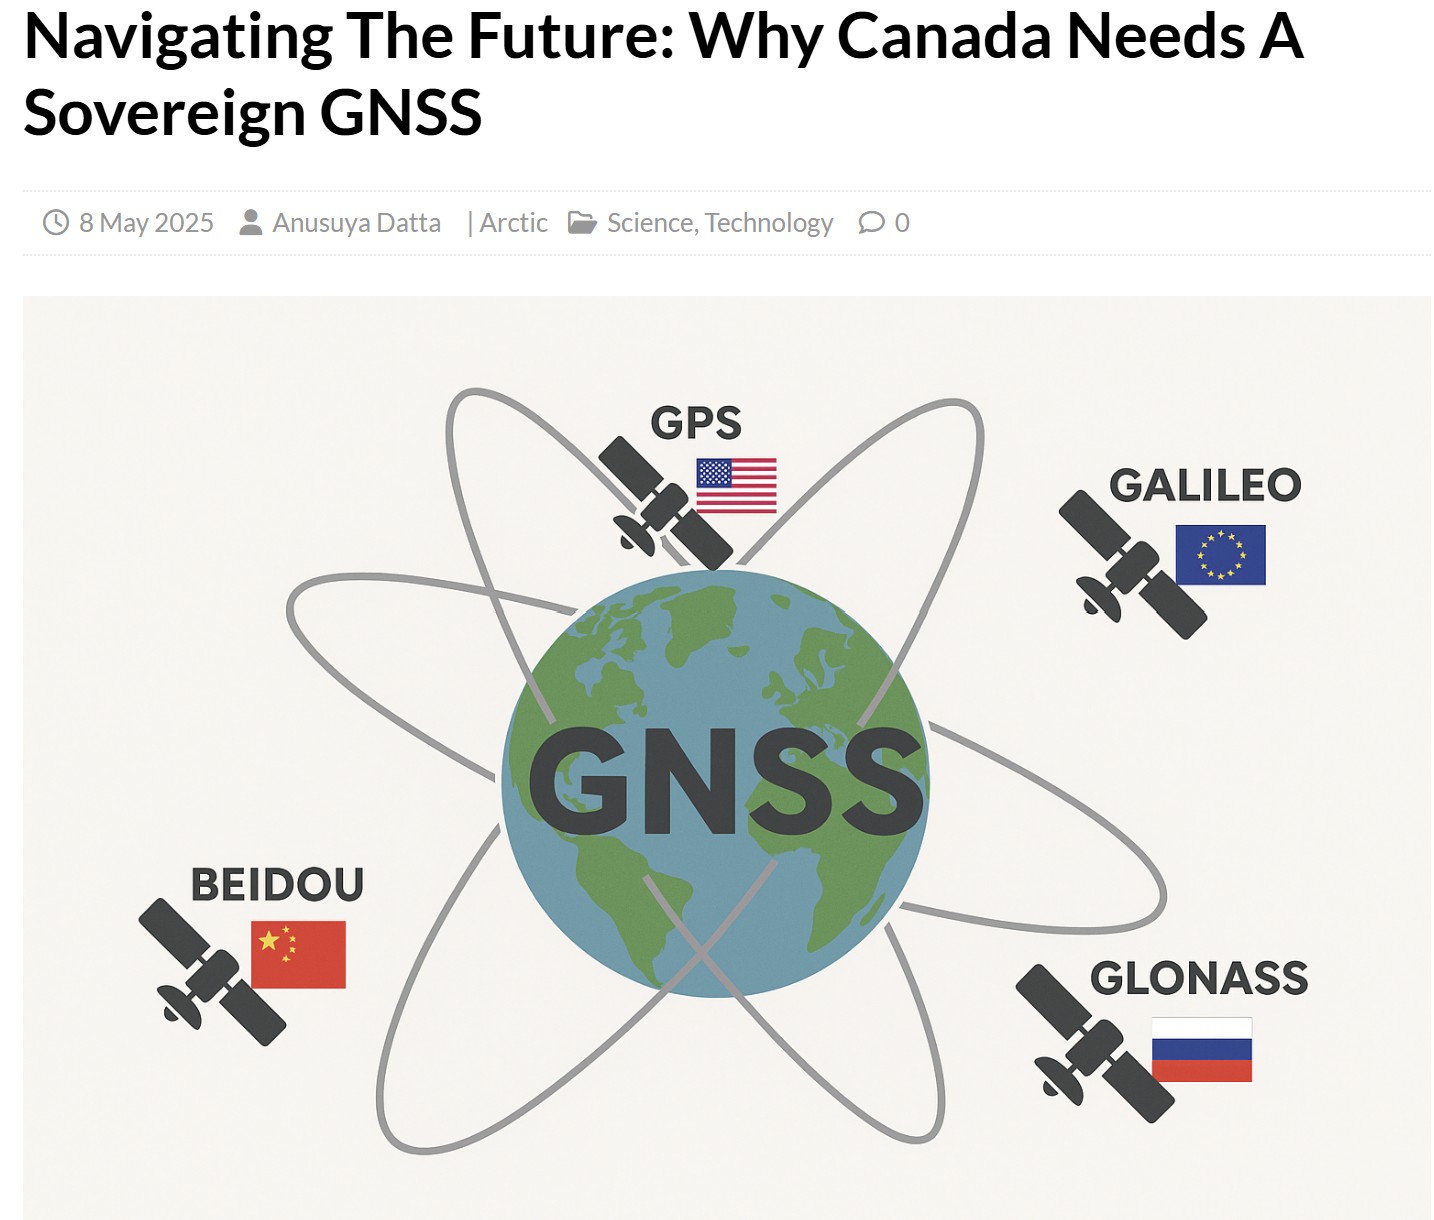 Navigating The Future: Why Canada Needs A
Sovereign GNSS
8 May 2025 Anusuya Datta | Arctic Science, Technology 0
GPS
GALILEO
GNSS
BEIDOU
GLONASS